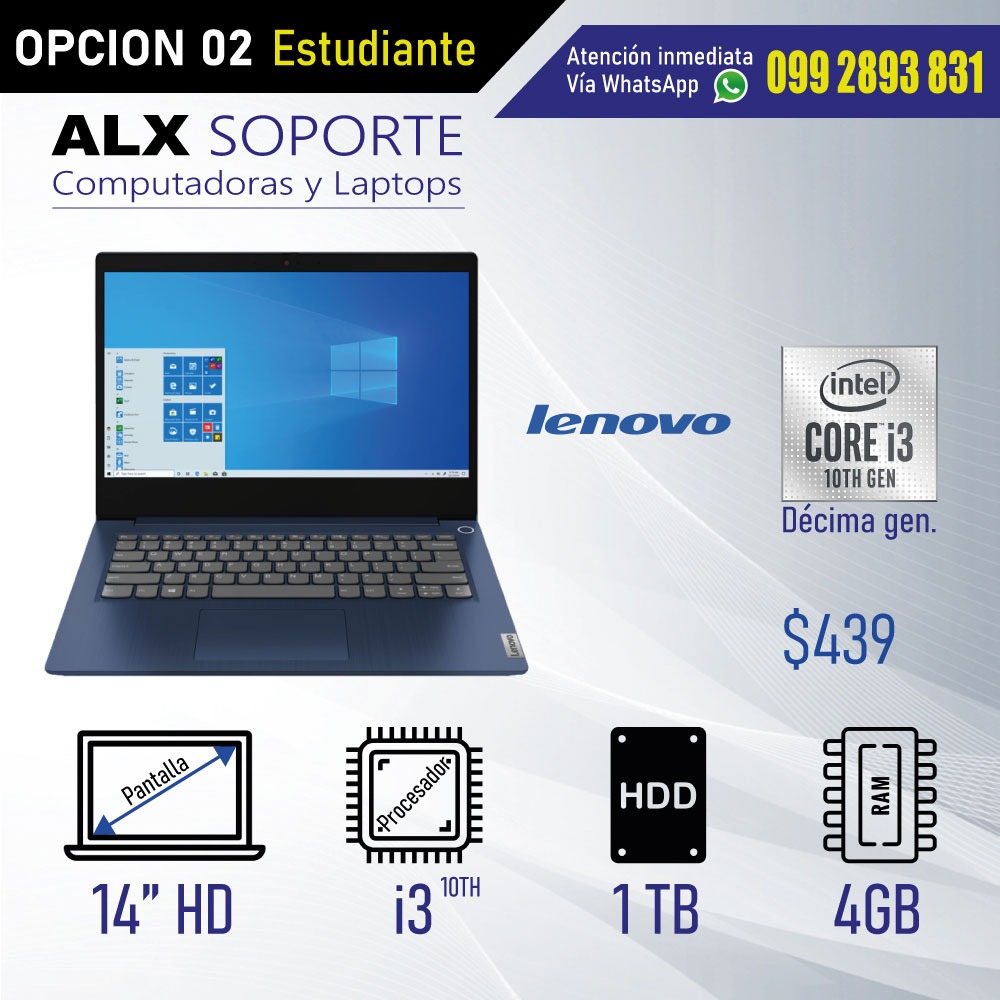 OPCION 02 Estudiante
Atención inmediata
Vía WhatsApp
099 2893 831
ALX SOPORTE
Computadoras y Laptops
lenovo
intel
CORE i3
10TH GEN
Décima gen.
Lenovo
$439
Pantalla
Procesador
HDD
RAM
14” HD
i3 10TH
1 TB
4GB